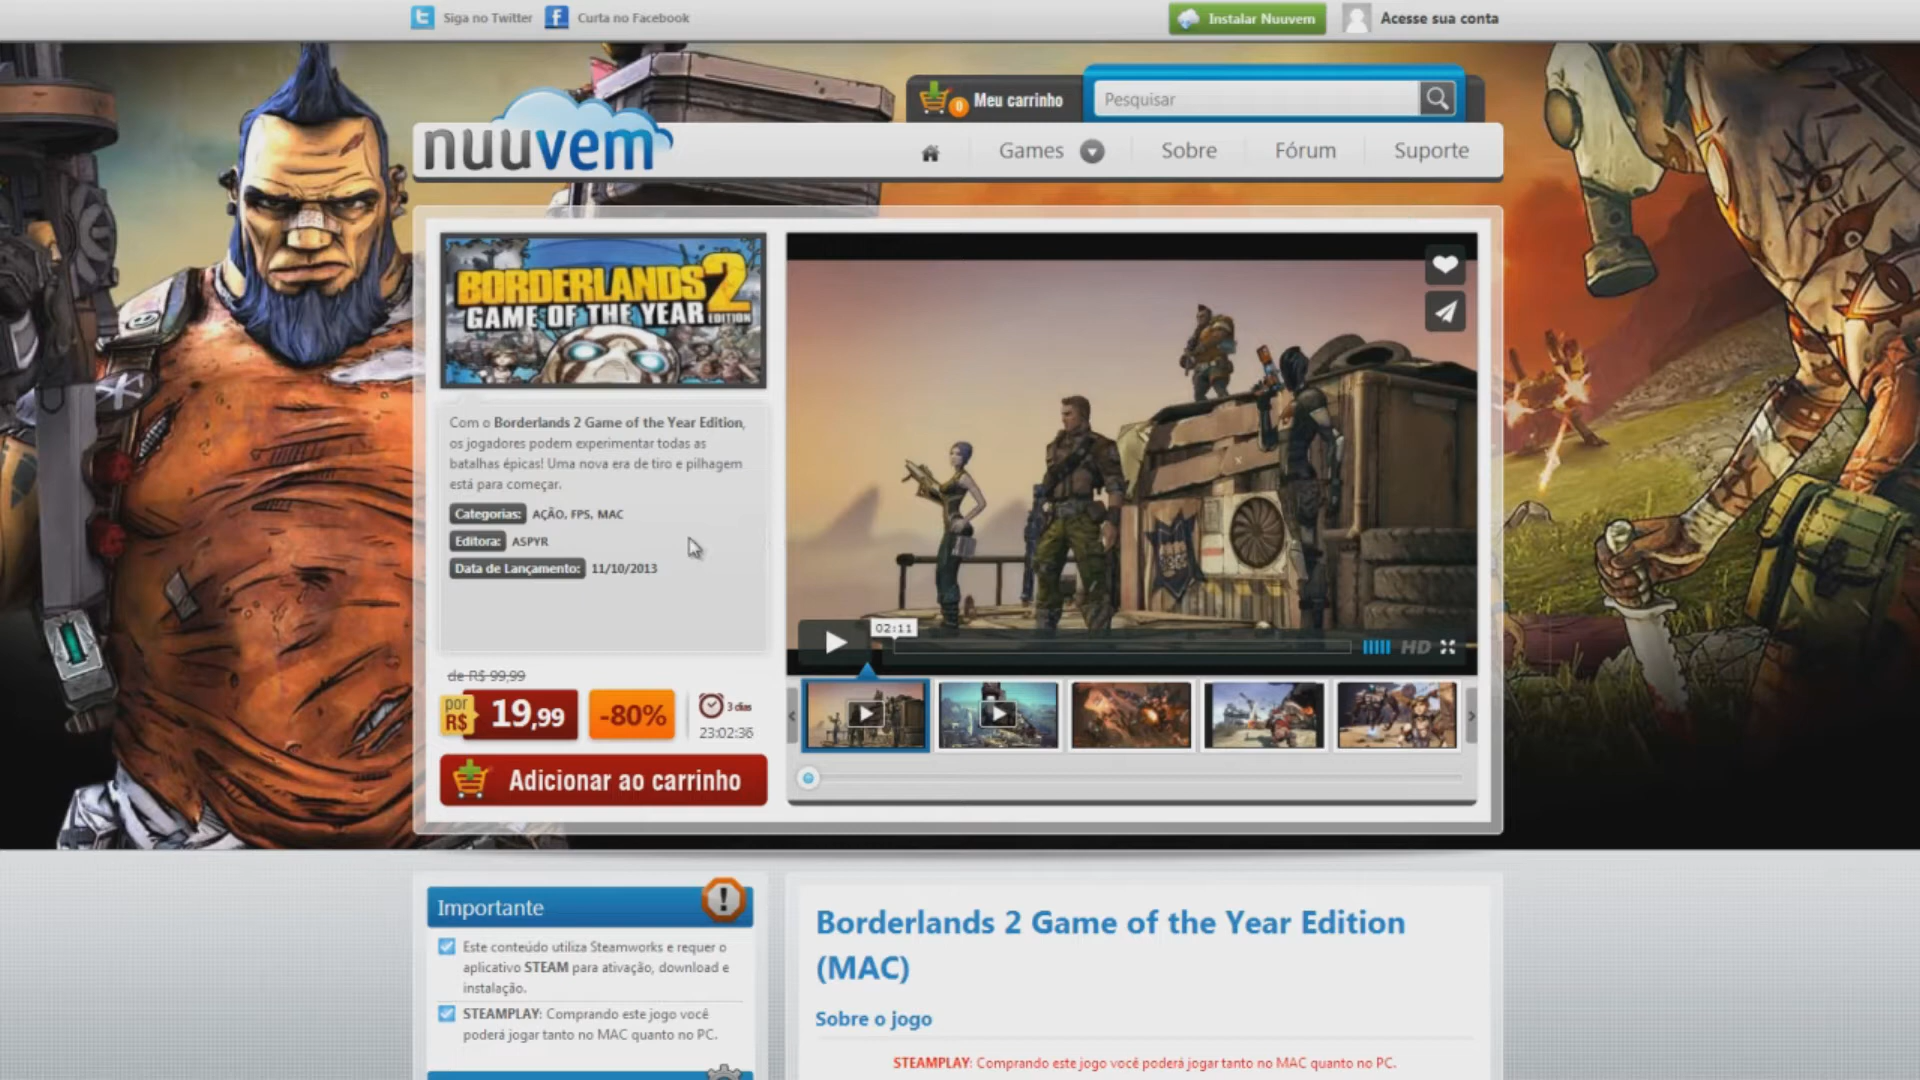 Siga no Twitter
Curta no Facebook
Instalar Nuuvem
Acesse sua conta
0 Meu carrinho
Pesquisar
nuuvem
Games
Sobre
Fórum
Suporte
BORDERLANDS 2
GAME OF THE YEAR EDITION
Com o Borderlands 2 Game of the Year Edition,
os jogadores podem experimentar todas as
batalhas épicas! Uma nova era de tiro e pilhagem
está para começar.
Categorias: AÇÃO, FPS, MAC
Editora: ASPYR
Data de Lançamento: 11/10/2013
02:11
HD
de R$ 99,99
por
R$ 19,99
-80%
3 dias
23:02:36
Adicionar ao carrinho
Importante
Este conteúdo utiliza Steamworks e requer o
aplicativo STEAM para ativação, download e
instalação.
STEAMPLAY: Comprando este jogo você
poderá jogar tanto no MAC quanto no PC.
Borderlands 2 Game of the Year Edition
(MAC)
Sobre o jogo
STEAMPLAY: Comprando este jogo você poderá jogar tanto no MAC quanto no PC.